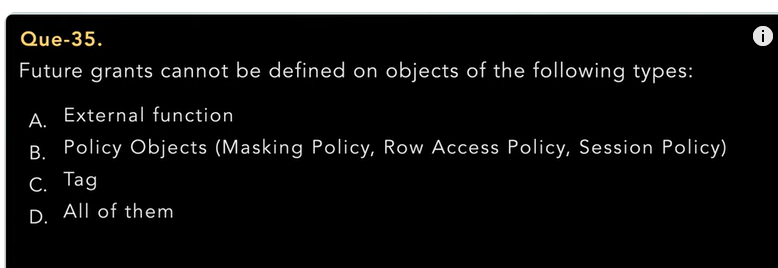 Que-35.
Future grants cannot be defined on objects of the following types:
A. External function
B. Policy Objects (Masking Policy, Row Access Policy, Session Policy)
C. Tag
D. All of them